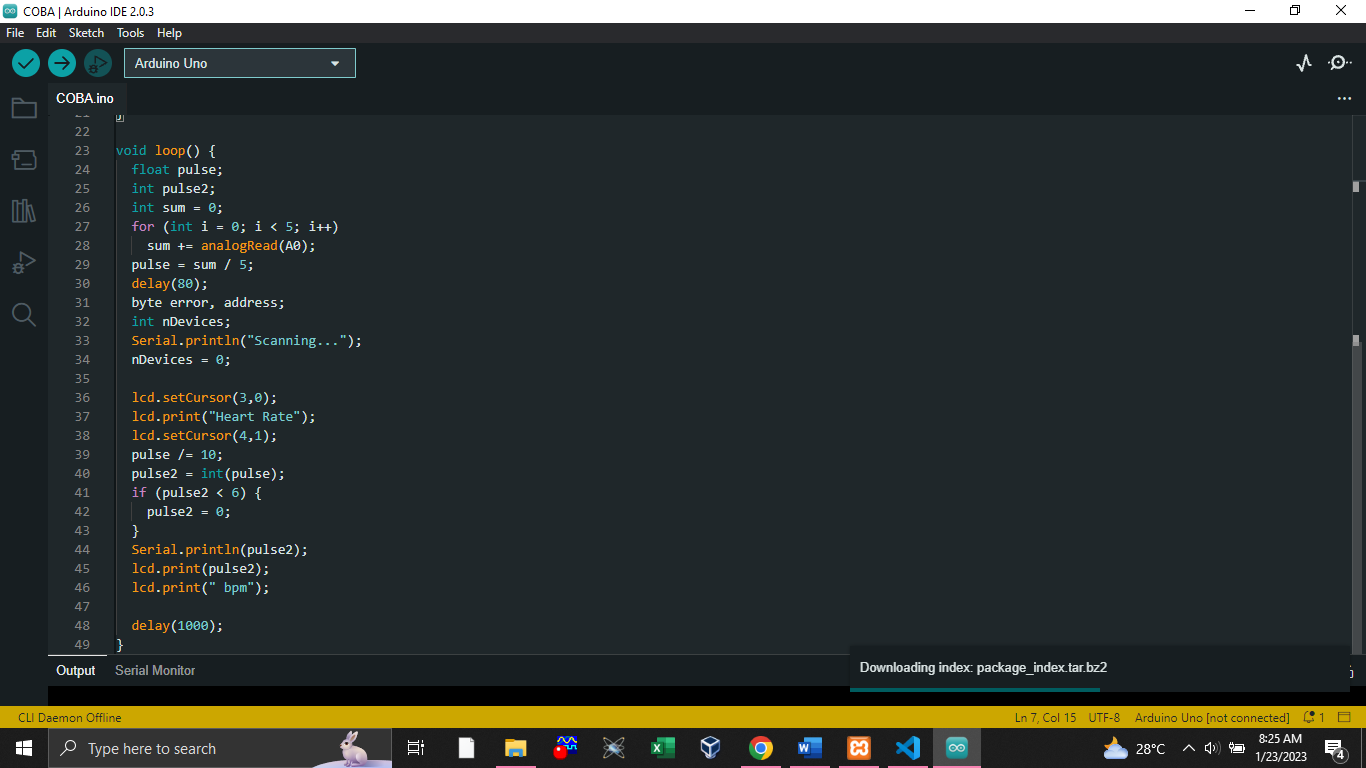 COBA | Arduino IDE 2.0.3
File Edit Sketch Tools Help
Arduino Uno
COBA.ino
22
23 void loop() {
24 float pulse;
25 int pulse2;
26 int sum = 0;
27 for (int i = 0; i < 5; i++)
28 sum += analogRead(A0);
29 pulse = sum / 5;
30 delay(80);
31 byte error, address;
32 int nDevices;
33 Serial.println("Scanning...");
34 nDevices = 0;
35
36 lcd.setCursor(3,0);
37 lcd.print("Heart Rate");
38 lcd.setCursor(4,1);
39 pulse /= 10;
40 pulse2 = int(pulse);
41 if (pulse2 < 6) {
42 pulse2 = 0;
43 }
44 Serial.println(pulse2);
45 lcd.print(pulse2);
46 lcd.print(" bpm");
47
48 delay(1000);
49 }
Output Serial Monitor
Downloading index: package_index.tar.bz2
CLI Daemon Offline Ln 7, Col 15 UTF-8 Arduino Uno [not connected] 1
Type here to search 28°C 8:25 AM
1/23/2023 4